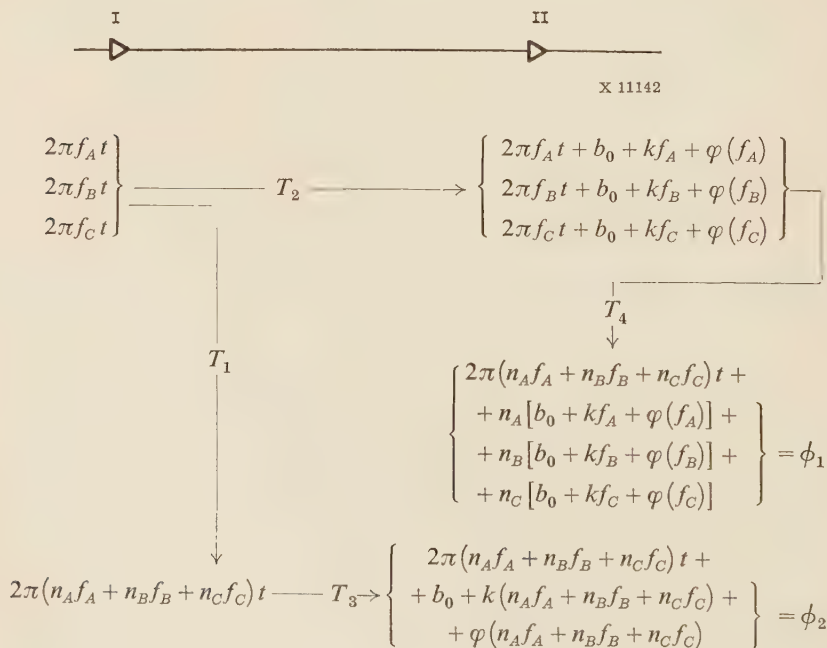 I II
X 11142
2πf_A t
2πf_B t
2πf_C t
T_2
2πf_A t + b_0 + kf_A + φ(f_A)
2πf_B t + b_0 + kf_B + φ(f_B)
2πf_C t + b_0 + kf_C + φ(f_C)
T_4
T_1
2π(n_A f_A + n_B f_B + n_C f_C) t +
+ n_A [b_0 + kf_A + φ(f_A)] +
+ n_B [b_0 + kf_B + φ(f_B)] +
+ n_C [b_0 + kf_C + φ(f_C)]
= ϕ_1
2π(n_A f_A + n_B f_B + n_C f_C) t
T_3
2π(n_A f_A + n_B f_B + n_C f_C) t +
+ b_0 + k(n_A f_A + n_B f_B + n_C f_C) +
+ φ(n_A f_A + n_B f_B + n_C f_C)
= ϕ_2